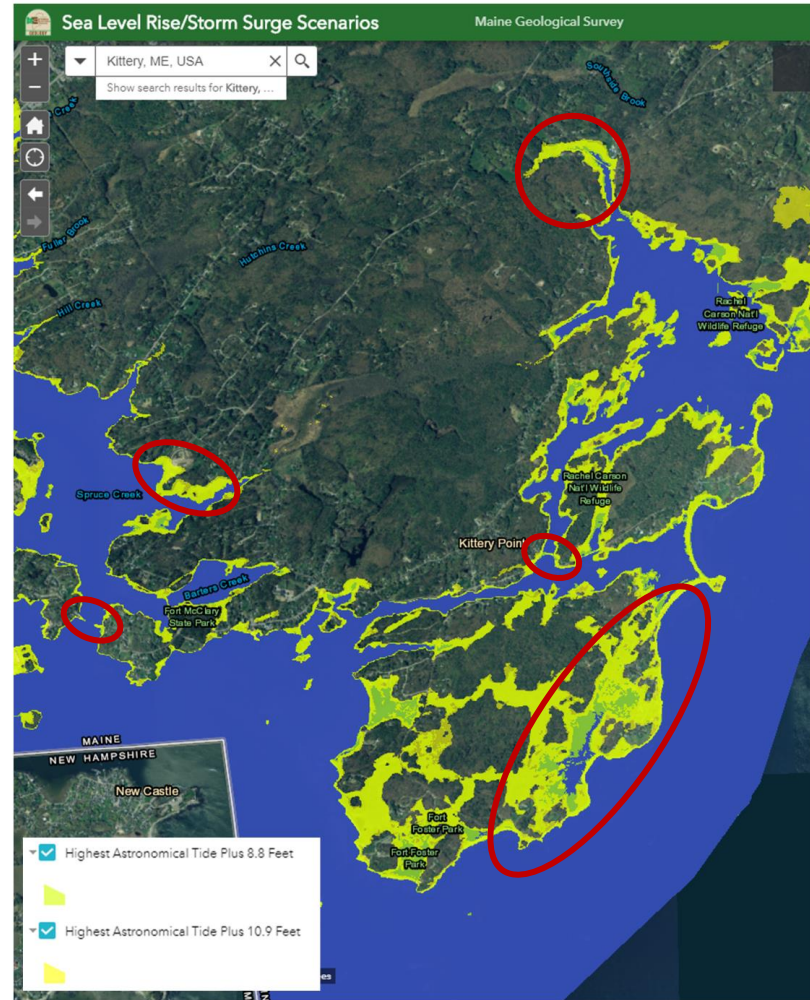 Sea Level Rise/Storm Surge Scenarios
Maine Geological Survey
+
Kittery, ME, USA
Show search results for Kittery, ...
−
Southside Brook
Creek
Fuller Brook
Hutchins Creek
Hill Creek
Rachel
Carson Nat'l
Wildlife Refuge
Spruce Creek
Rachel Carson
Nat'l Wildlife
Refuge
Kittery Point
Barters Creek
Fort McClary
State Park
MAINE
NEW HAMPSHIRE
New Castle
Fort
Foster Park
Fort Foster
Park
Highest Astronomical Tide Plus 8.8 Feet
Highest Astronomical Tide Plus 10.9 Feet